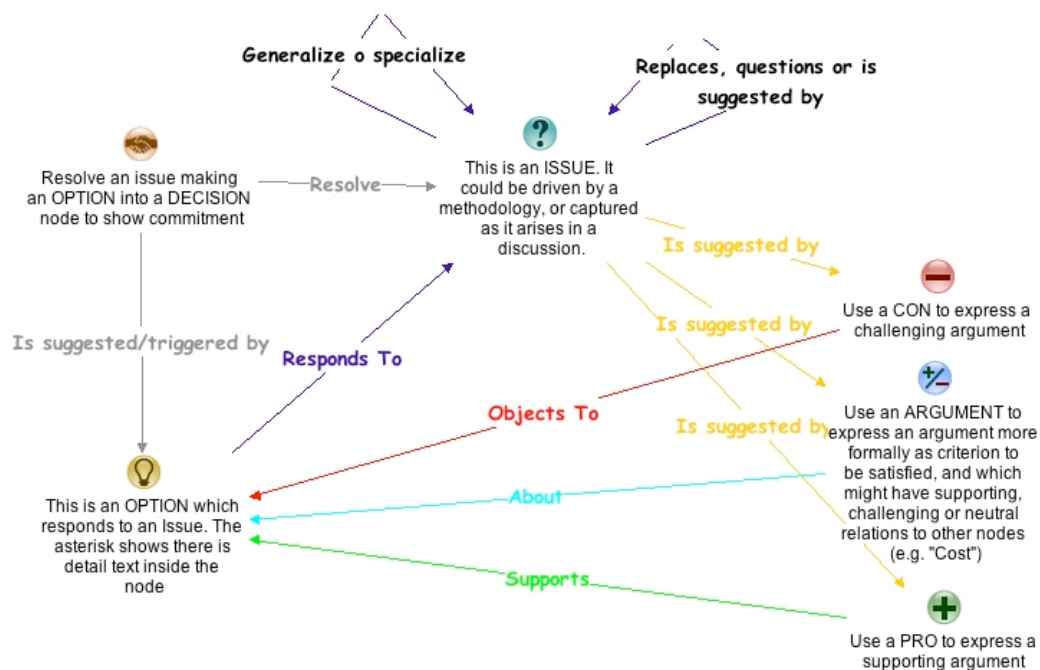 Generalize o specialize
Replaces, questions or is
suggested by
?
Resolve an issue making
an OPTION into a DECISION
node to show commitment
Resolve
This is an ISSUE. It
could be driven by a
methodology, or captured
as it arises in a
discussion.
Is suggested by
Use a CON to express a
challenging argument
Is suggested/triggered by
Responds To
Is suggested by
Objects To
Is suggested by
Use an ARGUMENT to
express an argument more
formally as criterion to
be satisfied, and which
might have supporting,
challenging or neutral
relations to other nodes
(e.g. "Cost")
This is an OPTION which
responds to an Issue. The
asterisk shows there is
detail text inside the
node
About
Supports
Use a PRO to express a
supporting argument